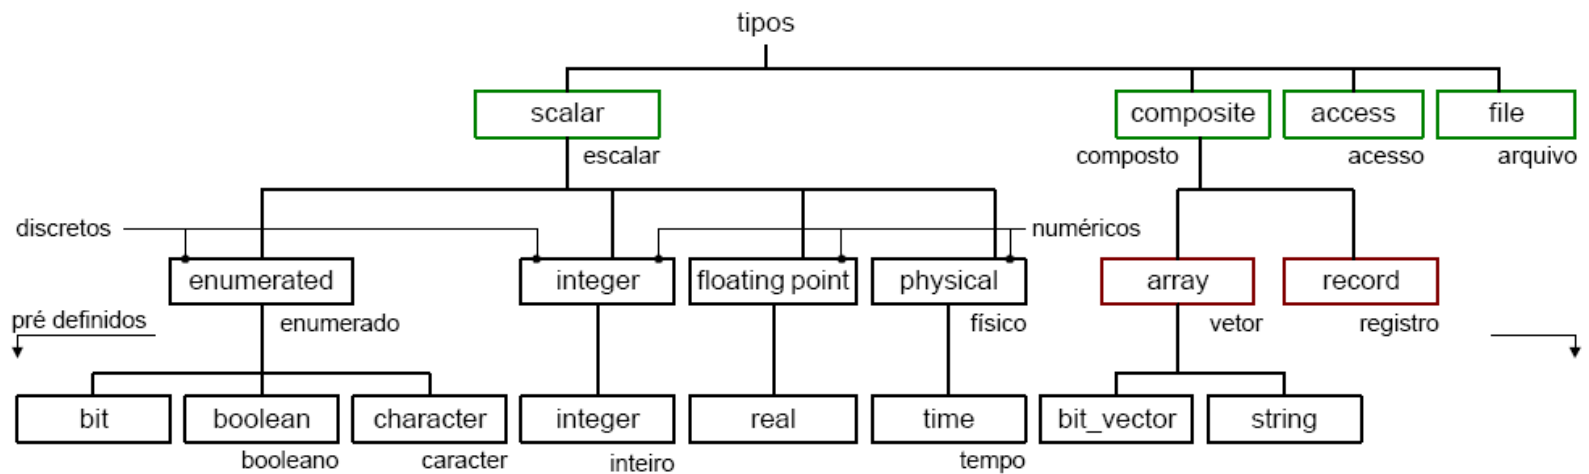 tipos
scalar
composite
access
file
escalar
composto
acesso
arquivo
discretos
numéricos
enumerated
integer
floating point
physical
array
record
pré definidos
enumerado
físico
vetor
registro
bit
boolean
character
integer
real
time
bit_vector
string
booleano
caracter
inteiro
tempo